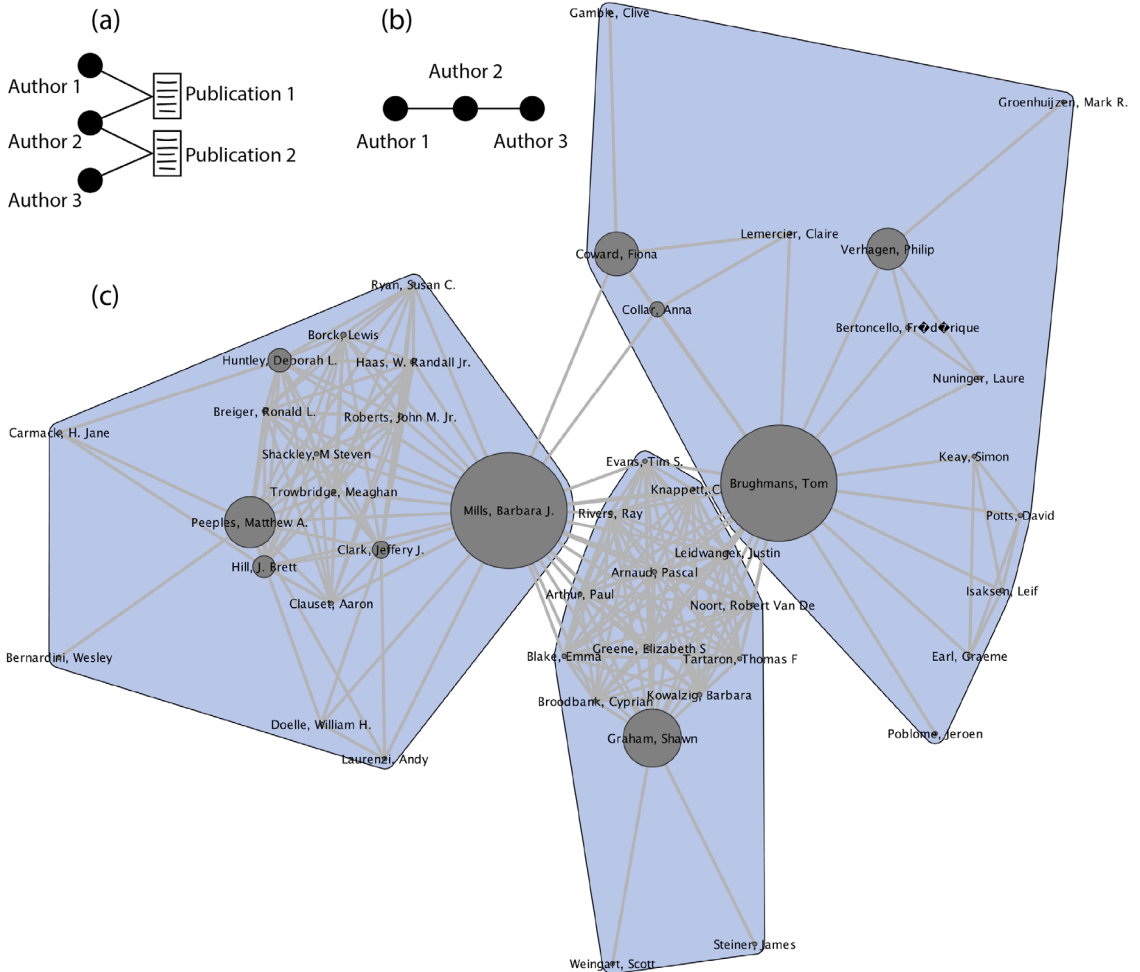 (a)
Author 1
Author 2
Author 3
Publication 1
Publication 2
(b)
Author 2
Author 1
Author 3
(c)
Gamble, Clive
Groenhuijzen, Mark R.
Lemercier, Claire
Coward, Fiona
Verhagen, Philip
Collar, Anna
Bertoncello, Fr�d�rique
Nuninger, Laure
Ryan, Susan C.
Borck, Lewis
Huntley, Deborah L.
Haas, W. Randall Jr.
Breiger, Ronald L.
Roberts, John M. Jr.
Carmack, H. Jane
Shackley, M Steven
Trowbridge, Meaghan
Peeples, Matthew A.
Mills, Barbara J.
Clark, Jeffery J.
Hill, J. Brett
Clauset, Aaron
Bernardini, Wesley
Doelle, William H.
Laurenzi, Andy
Evans, Tim S.
Knappett, C
Brughmans, Tom
Rivers, Ray
Keay, Simon
Potts, David
Leidwanger, Justin
Arnaud, Pascal
Arthur, Paul
Noort, Robert Van De
Isaksen, Leif
Greene, Elizabeth S
Blake, Emma
Tartaron, Thomas F
Earl, Graeme
Broodbank, Cyprian
Kowalzig, Barbara
Graham, Shawn
Poblome, Jeroen
Steiner, James
Weingart, Scott